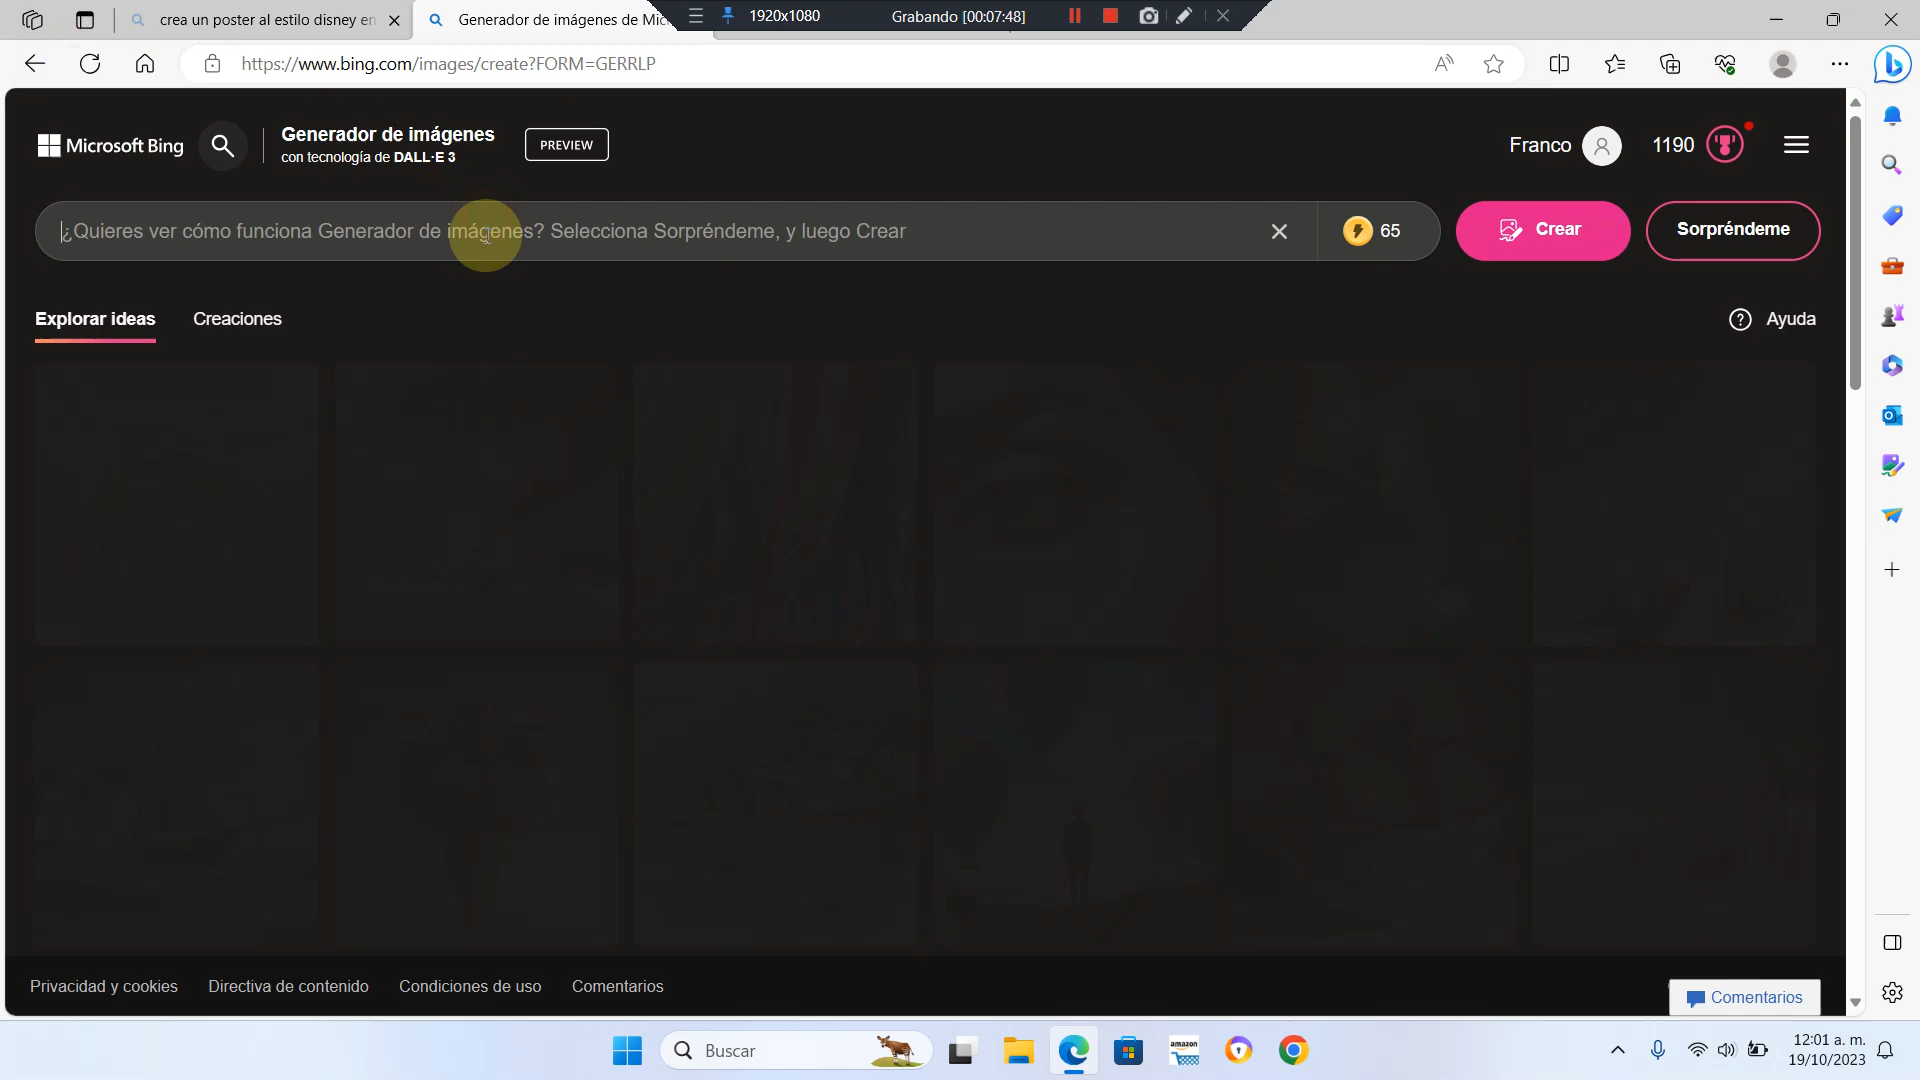 crea un poster al estilo disney en
Generador de imágenes de Mic
1920x1080
Grabando [00:07:48]
https://www.bing.com/images/create?FORM=GERRLP
Microsoft Bing
Generador de imágenes
con tecnología de DALL·E 3
PREVIEW
Franco
1190
¿Quieres ver cómo funciona Generador de imágenes? Selecciona Sorpréndeme, y luego Crear
65
Crear
Sorpréndeme
Explorar ideas
Creaciones
Ayuda
Privacidad y cookies
Directiva de contenido
Condiciones de uso
Comentarios
Comentarios
Buscar
amazon
12:01 a. m.
19/10/2023